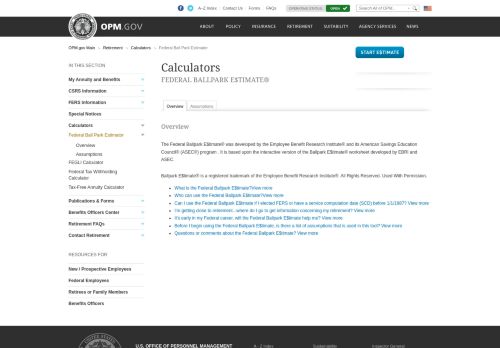 A-Z Index Contact Us Forms FAQs OPERATING STATUS OPEN Search All of OPM..
OPM.GOV
ABOUT POLICY INSURANCE RETIREMENT SUITABILITY AGENCY SERVICES NEWS
OPM.gov Main Retirement Calculators Federal Ball Park Estimator
IN THIS SECTION
My Annuity and Benefits
CSRS Information
FERS Information
Special Notices
Calculators
Federal Ball Park Estimator
Overview
Assumptions
FEGLI Calculator
Federal Tax Withholding
Calculator
Tax-Free Annuity Calculator
Publications & Forms
Benefits Officers Center
Retirement FAQs
Contact Retirement
RESOURCES FOR
New / Prospective Employees
Federal Employees
Retirees or Family Members
Benefits Officers
Calculators
FEDERAL BALLPARK E$TIMATE®
START E$TIMATE
Overview Assumptions
Overview
The Federal Ballpark E$timate® was developed by the Employee Benefit Research Institute® and its American Savings Education
Council® (ASEC®) program. It is based upon the interactive version of the Ballpark E$timate® worksheet developed by EBRI and
ASEC.
Ballpark E$timate® is a registered trademark of the Employee Benefit Research Institute®. All Rights Reserved. Used With Permission.
What is the Federal Ballpark E$timate?View more
Who can use the Federal Ballpark E$timate?View more
Can I use the Federal Ballpark E$timate if I elected FERS or have a service computation date (SCD) before 1/1/1987? View more
I'm getting close to retirement...where do I go to get information concerning my retirement? View more
It's early in my Federal career, will the Federal Ballpark E$timate help me? View more
Before I begin using the Federal Ballpark E$timate, is there a list of assumptions that is used in this tool? View more
Questions or comments about the Federal Ballpark E$timate? View more
U.S. OFFICE OF PERSONNEL MANAGEMENT
A - Z Index
Sustainability
Inspector General